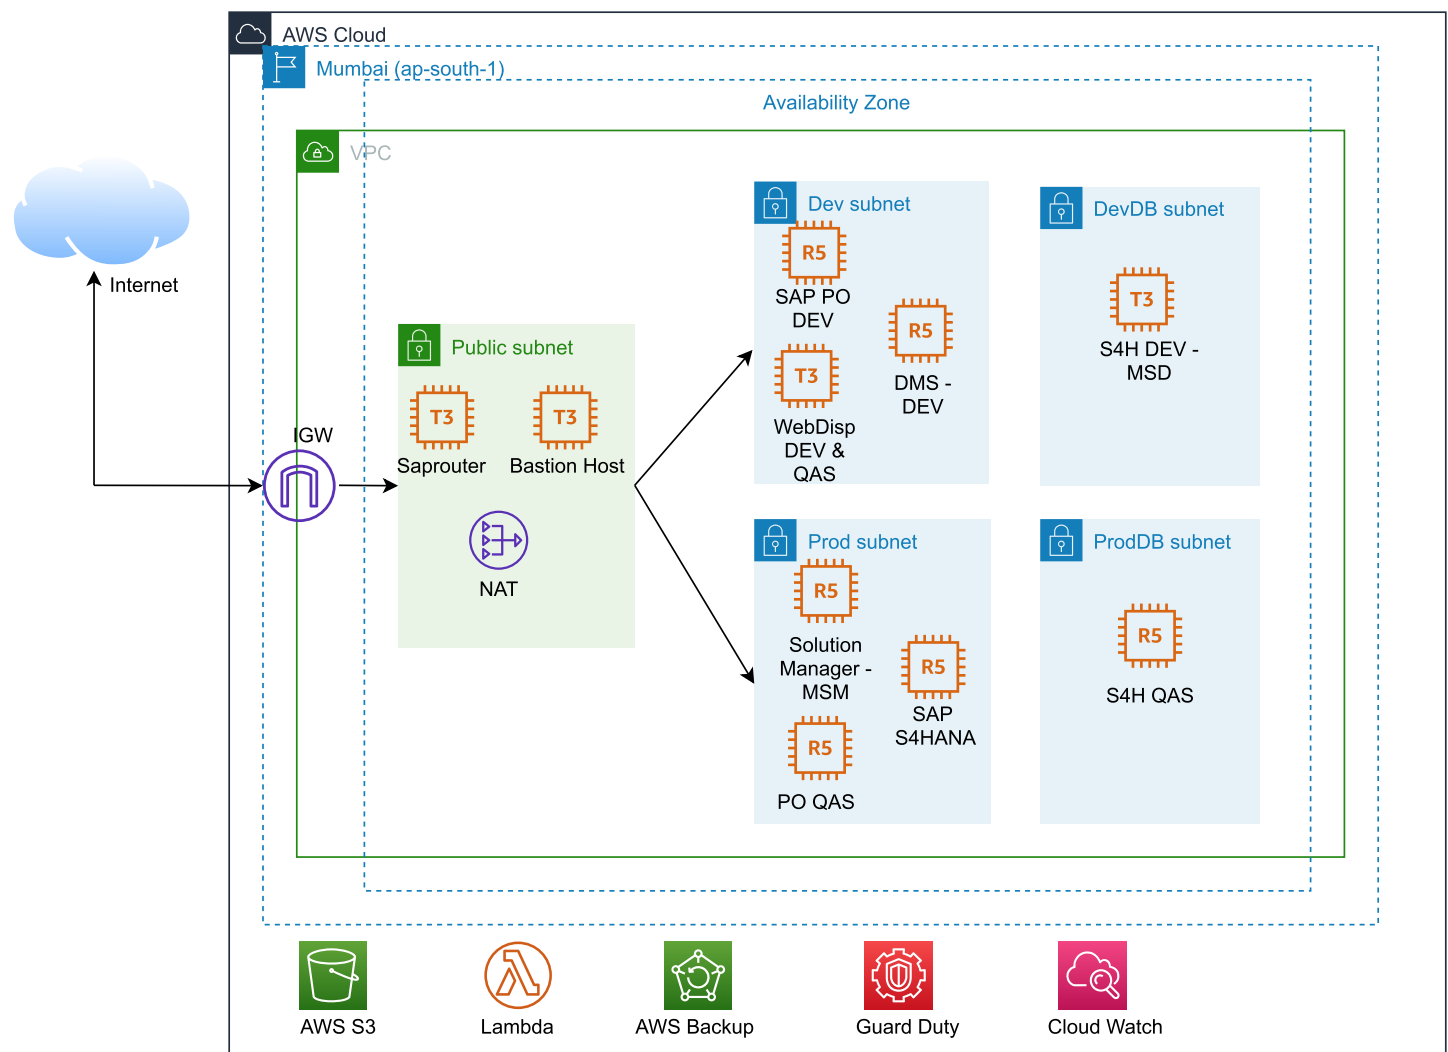 AWS Cloud
Mumbai (ap-south-1)
Availability Zone
VPC
Internet
IGW
Public subnet
T3
Saprouter
T3
Bastion Host
NAT
Dev subnet
R5
SAP PO
DEV
T3
WebDisp
DEV &
QAS
R5
DMS -
DEV
DevDB subnet
T3
S4H DEV -
MSD
Prod subnet
R5
Solution
Manager -
MSM
R5
SAP
S4HANA
R5
PO QAS
ProdDB subnet
R5
S4H QAS
AWS S3
Lambda
AWS Backup
Guard Duty
Cloud Watch